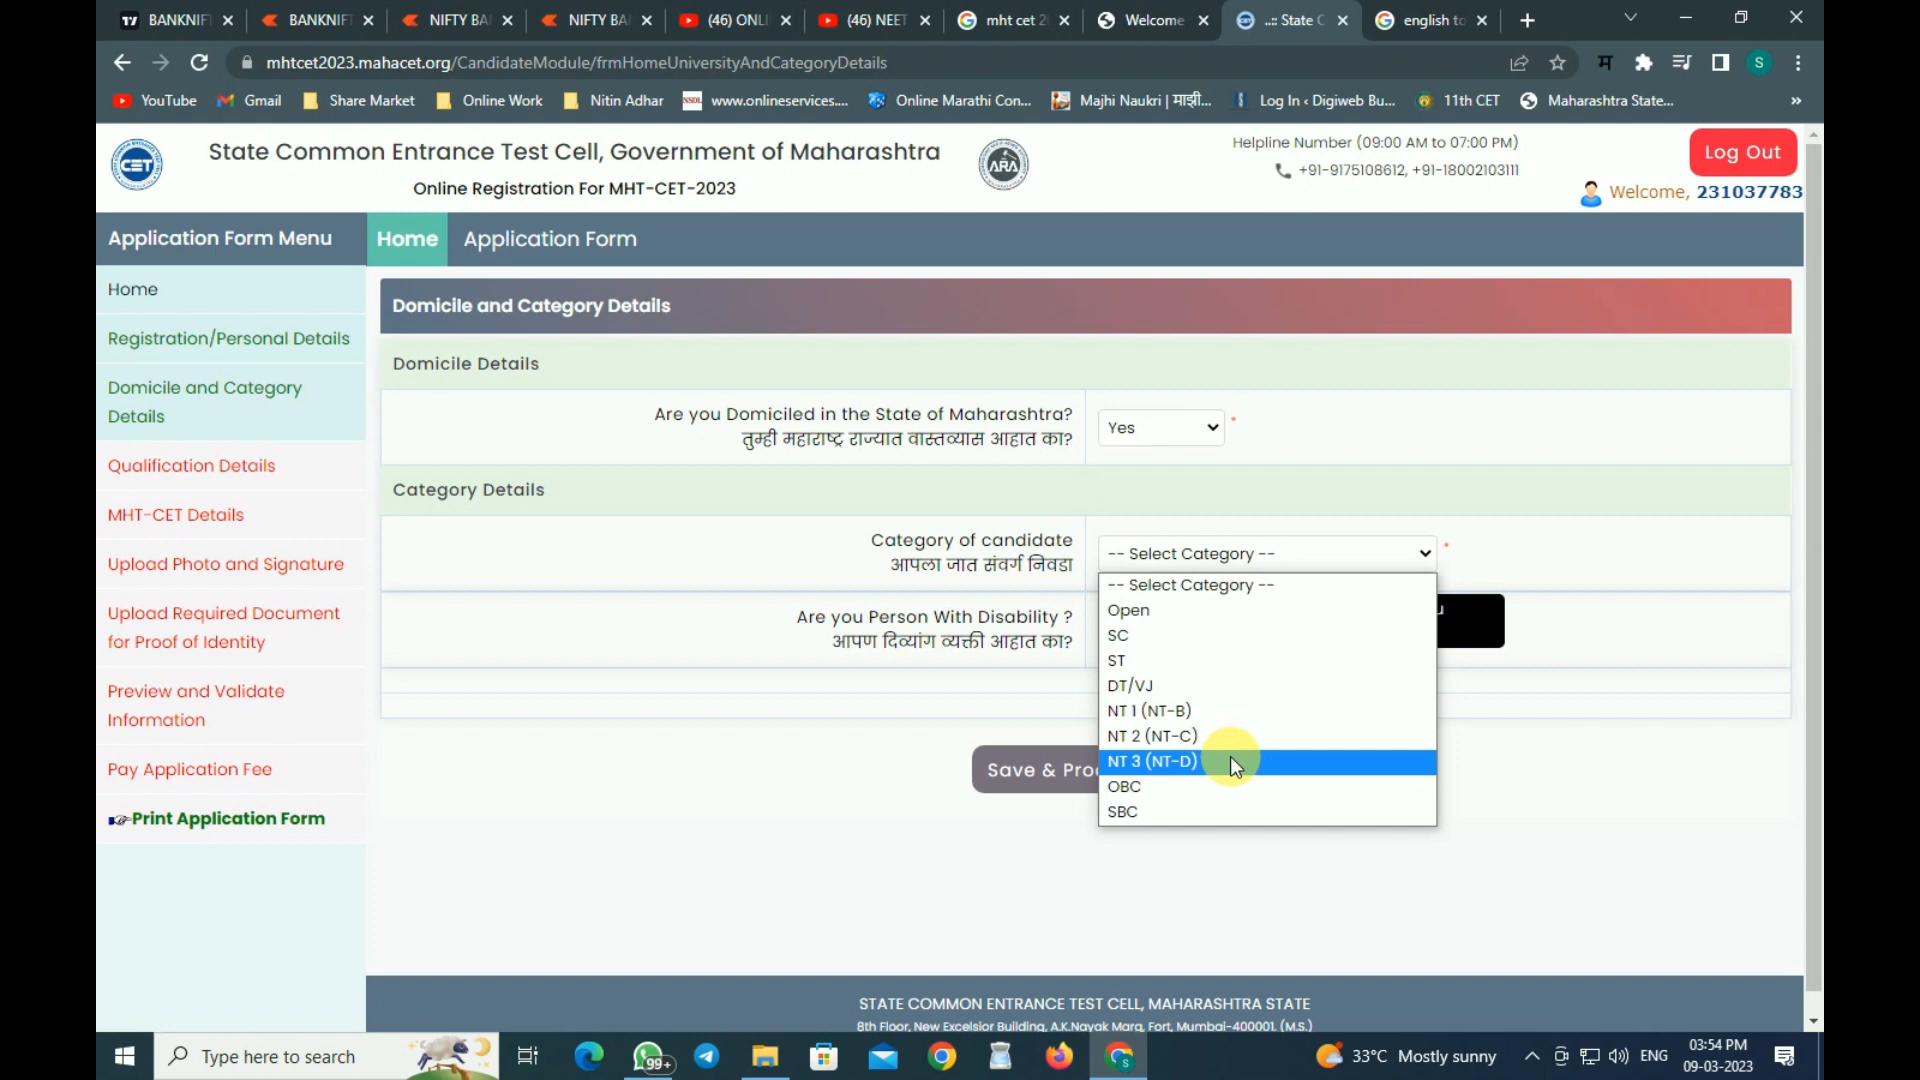 BANKNIF
BANKNIF
NIFTY BA
NIFTY BA
(46) ONLI
(46) NEET
mht cet 2
Welcome
..:: State C
english to
mhtcet2023.mahacet.org/CandidateModule/frmHomeUniversityAndCategoryDetails
S
YouTube
Gmail
Share Market
Online Work
Nitin Adhar
NSDL
www.onlineservices....
Online Marathi Con...
Majhi Naukri | माझी...
Log In ‹ Digiweb Bu...
11th CET
Maharashtra State...
CET
State Common Entrance Test Cell, Government of Maharashtra
Online Registration For MHT-CET-2023
ARA
Helpline Number (09:00 AM to 07:00 PM)
+91-9175108612, +91-18002103111
Log Out
Welcome, 231037783
Application Form Menu
Home
Application Form
Home
Registration/Personal Details
Domicile and Category
Details
Qualification Details
MHT-CET Details
Upload Photo and Signature
Upload Required Document
for Proof of Identity
Preview and Validate
Information
Pay Application Fee
Print Application Form
Domicile and Category Details
Domicile Details
Are you Domiciled in the State of Maharashtra?
तुम्ही महाराष्ट्र राज्यात वास्तव्यास आहात का?
Yes
*
Category Details
Category of candidate
आपला जात संवर्ग निवडा
-- Select Category --
*
-- Select Category --
Open
SC
ST
DT/VJ
NT 1 (NT-B)
NT 2 (NT-C)
NT 3 (NT-D)
OBC
SBC
Are you Person With Disability ?
आपण दिव्यांग व्यक्ती आहात का?
Save & Pro
STATE COMMON ENTRANCE TEST CELL, MAHARASHTRA STATE
8th Floor, New Excelsior Building, A.K.Nayak Marg, Fort, Mumbai-400001. (M.S.)
Type here to search
99+
33°C Mostly sunny
ENG
03:54 PM
09-03-2023